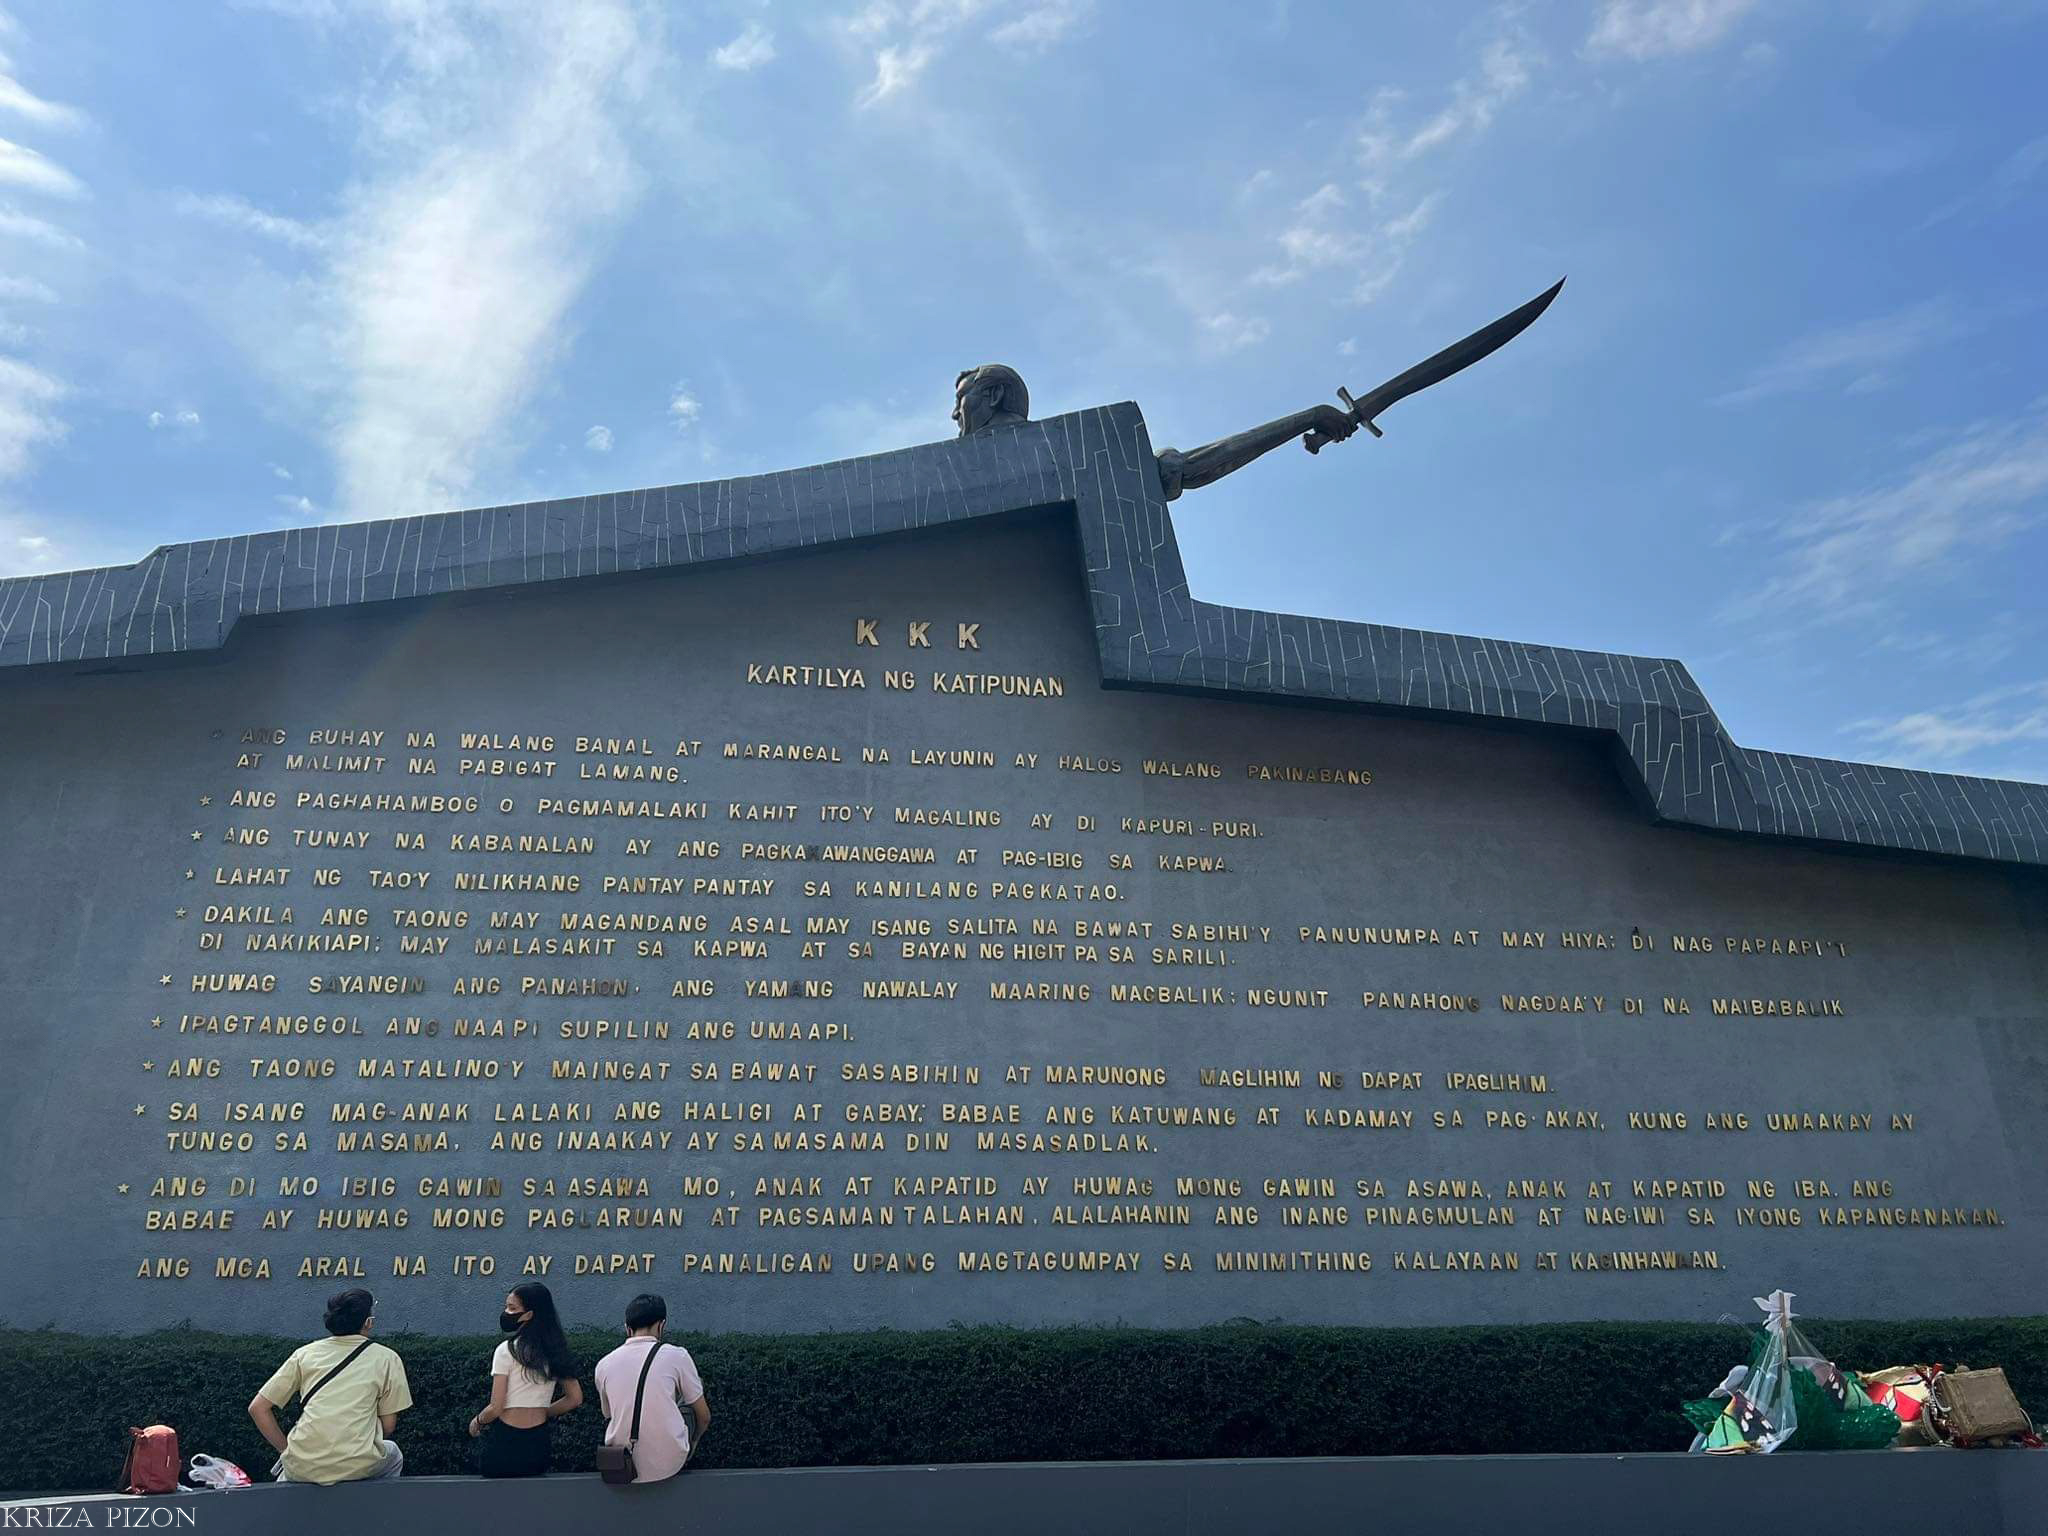 K K K
KARTILYA NG KATIPUNAN
ANG BUHAY NA WALANG BANAL AT MARANGAL NA LAYUNIN AY HALOS WALANG PAKINABANG
AT MALIMIT NA PABIGAT LAMANG.
ANG PAGHAHAMBOG O PAGMAMALAKI KAHIT ITO'Y MAGALING AY DI KAPURI-PURI.
ANG TUNAY NA KABANALAN AY ANG PAGKAKAWANGGAWA AT PAG-IBIG SA KAPWA.
LAHAT NG TAO'Y NILIKHANG PANTAY PANTAY SA KANILANG PAGKATAO.
DAKILA ANG TAONG MAY MAGANDANG ASAL MAY ISANG SALITA NA BAWAT SABIHI'Y PANUNUMPA AT MAY HIYA; DI NAG PAPAAPI'T
DI NAKIKIAPI; MAY MALASAKIT SA KAPWA AT SA BAYAN NG HIGIT PA SA SARILI.
HUWAG SAYANGIN ANG PANAHON, ANG YAMANG NAWALAY MAARING MAGBALIK; NGUNIT PANAHONG NAGDAA'Y DI NA MAIBABALIK
IPAGTANGGOL ANG NAAPI SUPILIN ANG UMAAPI.
ANG TAONG MATALINO'Y MAINGAT SA BAWAT SASABIHIN AT MARUNONG MAGLIHIM NG DAPAT IPAGLIHIM.
SA ISANG MAG-ANAK LALAKI ANG HALIGI AT GABAY; BABAE ANG KATUWANG AT KADAMAY SA PAG-AKAY, KUNG ANG UMAAKAY AY
TUNGO SA MASAMA, ANG INAAKAY AY SA MASAMA DIN MASASADLAK.
ANG DI MO IBIG GAWIN SA ASAWA MO, ANAK AT KAPATID AY HUWAG MONG GAWIN SA ASAWA, ANAK AT KAPATID NG IBA. ANG
BABAE AY HUWAG MONG PAGLARUAN AT PAGSAMANTALAHAN, ALALAHANIN ANG INANG PINAGMULAN AT NAG-IWI SA IYONG KAPANGANAKAN.
ANG MGA ARAL NA ITO AY DAPAT PANALIGAN UPANG MAGTAGUMPAY SA MINIMITHING KALAYAAN AT KAGINHAWAAN.
KRIZA PIZON